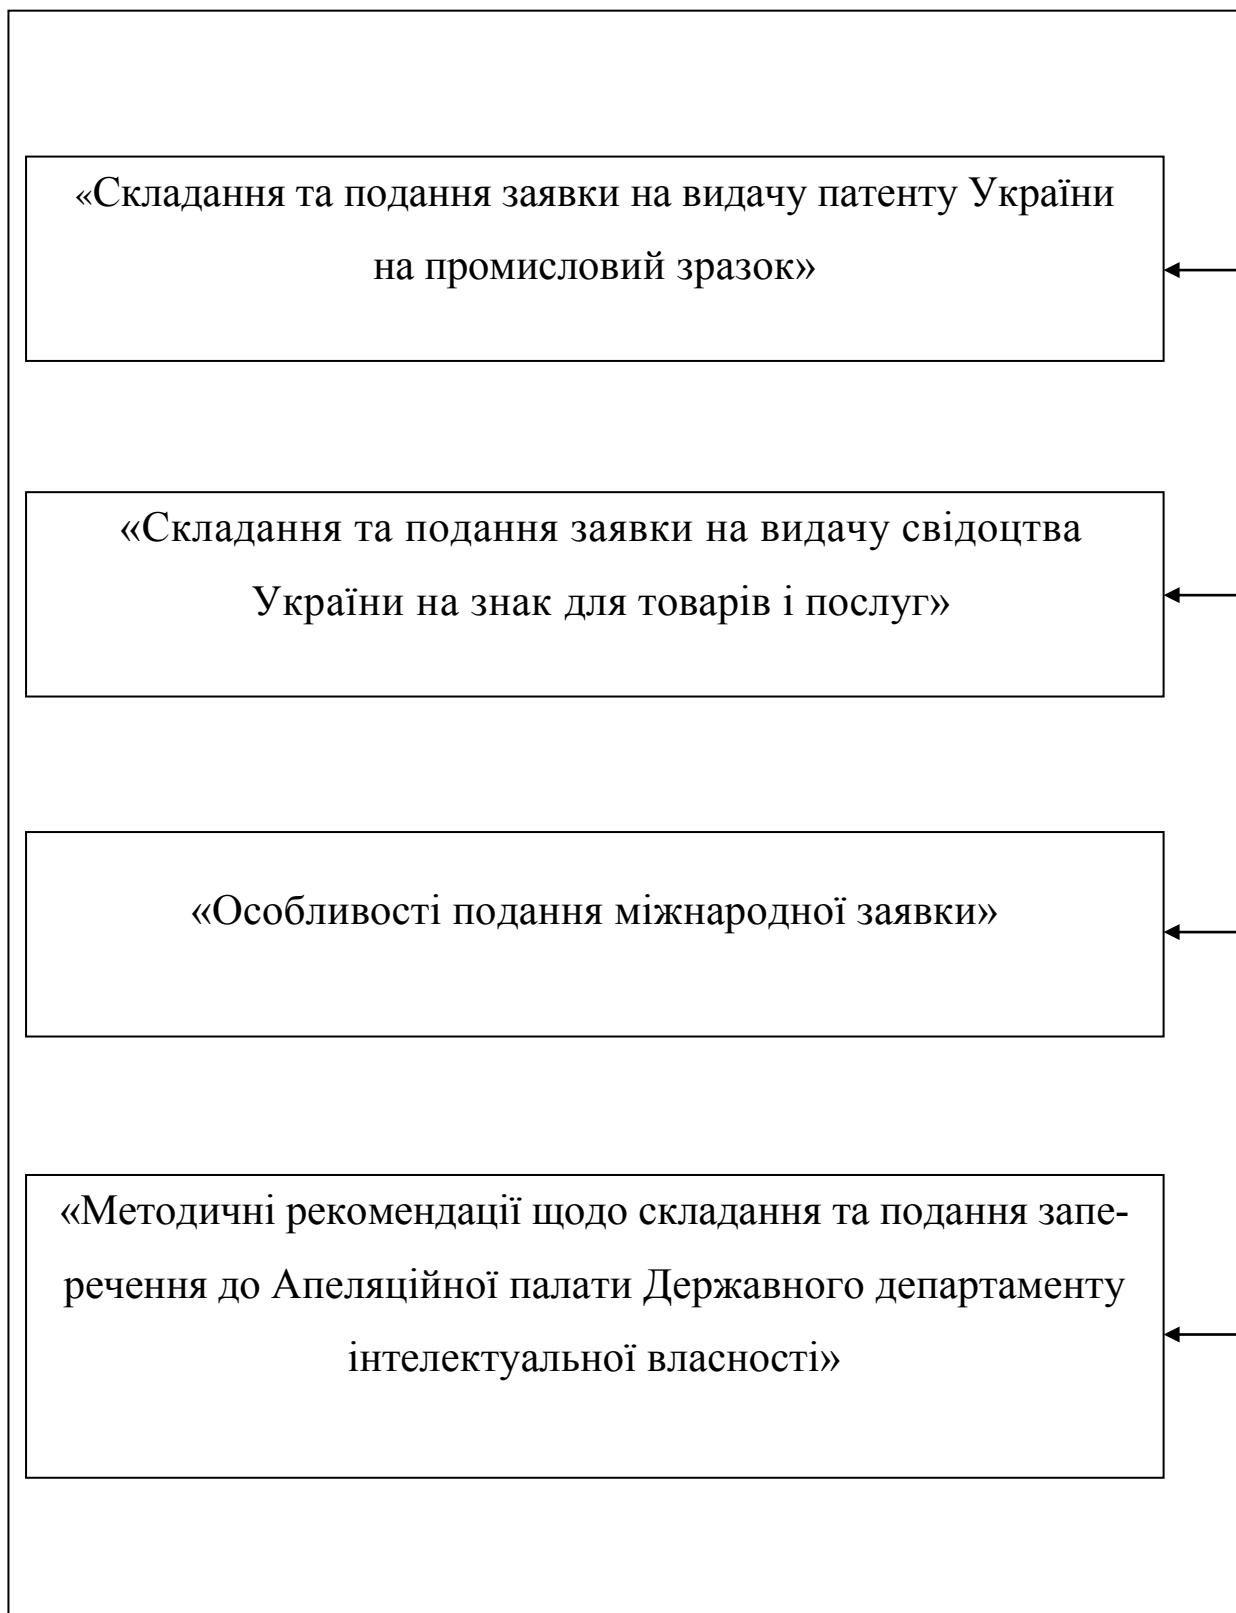 «Складання та подання заявки на видачу патенту України
на промисловий зразок»
«Складання та подання заявки на видачу свідоцтва
України на знак для товарів і послуг»
«Особливості подання міжнародної заявки»
«Методичні рекомендації щодо складання та подання запе-
речення до Апеляційної палати Державного департаменту
інтелектуальної власності»